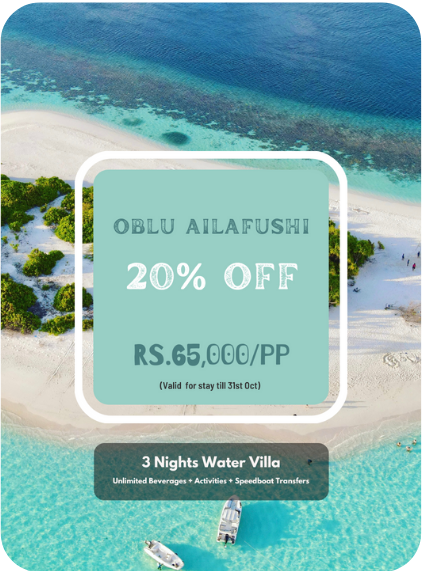 OBLU AILAFUSHI
20% OFF
RS.65,000/PP
(Valid for stay till 31st Oct)
3 Nights Water Villa
Unlimited Beverages + Activities + Speedboat Transfers